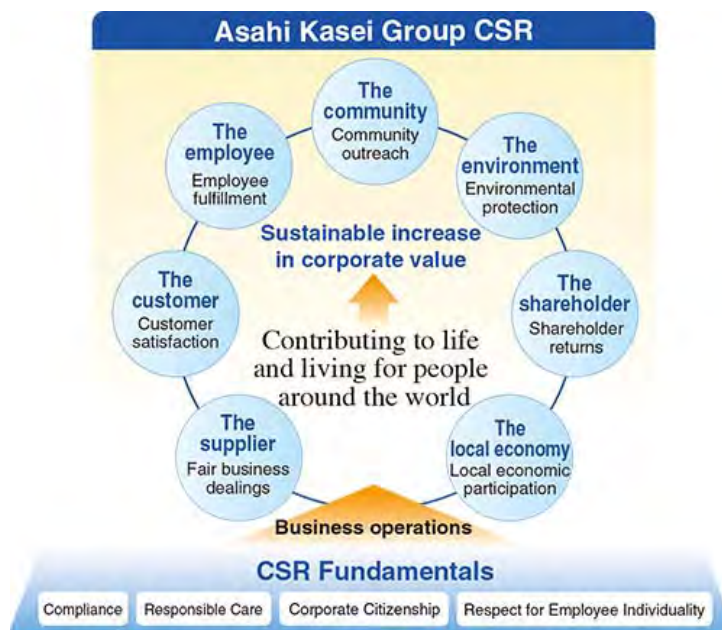 Asahi Kasei Group CSR
The
community
Community
outreach
The
employee
Employee
fulfillment
The
environment
Environmental
protection
Sustainable increase
in corporate value
The
customer
Customer
satisfaction
The
shareholder
Shareholder
returns
Contributing to life
and living for people
around the world
The
supplier
Fair business
dealings
The
local economy
Local economic
participation
Business operations
CSR Fundamentals
Compliance
Responsible Care
Corporate Citizenship
Respect for Employee Individuality